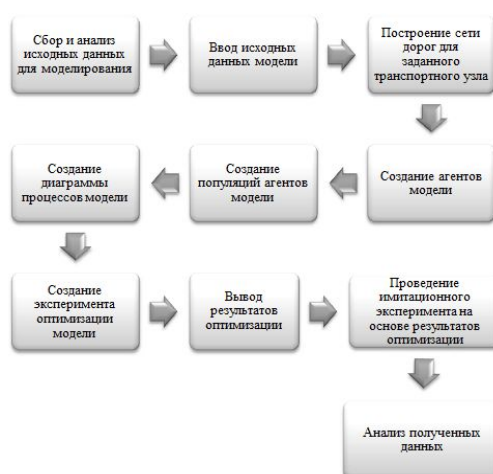 Сбор и анализ
исходных данных
для моделирования
Ввод исходных
данных модели
Построение сети
дорог для
заданного
транспортного узла
Создание агентов
модели
Создание
популяций агентов
модели
Создание
диаграммы
процессов модели
Создание
эксперимента
оптимизации
модели
Вывод
результатов
оптимизации
Проведение
имитационного
эксперимента на
основе результатов
оптимизации
Анализ полученных
данных